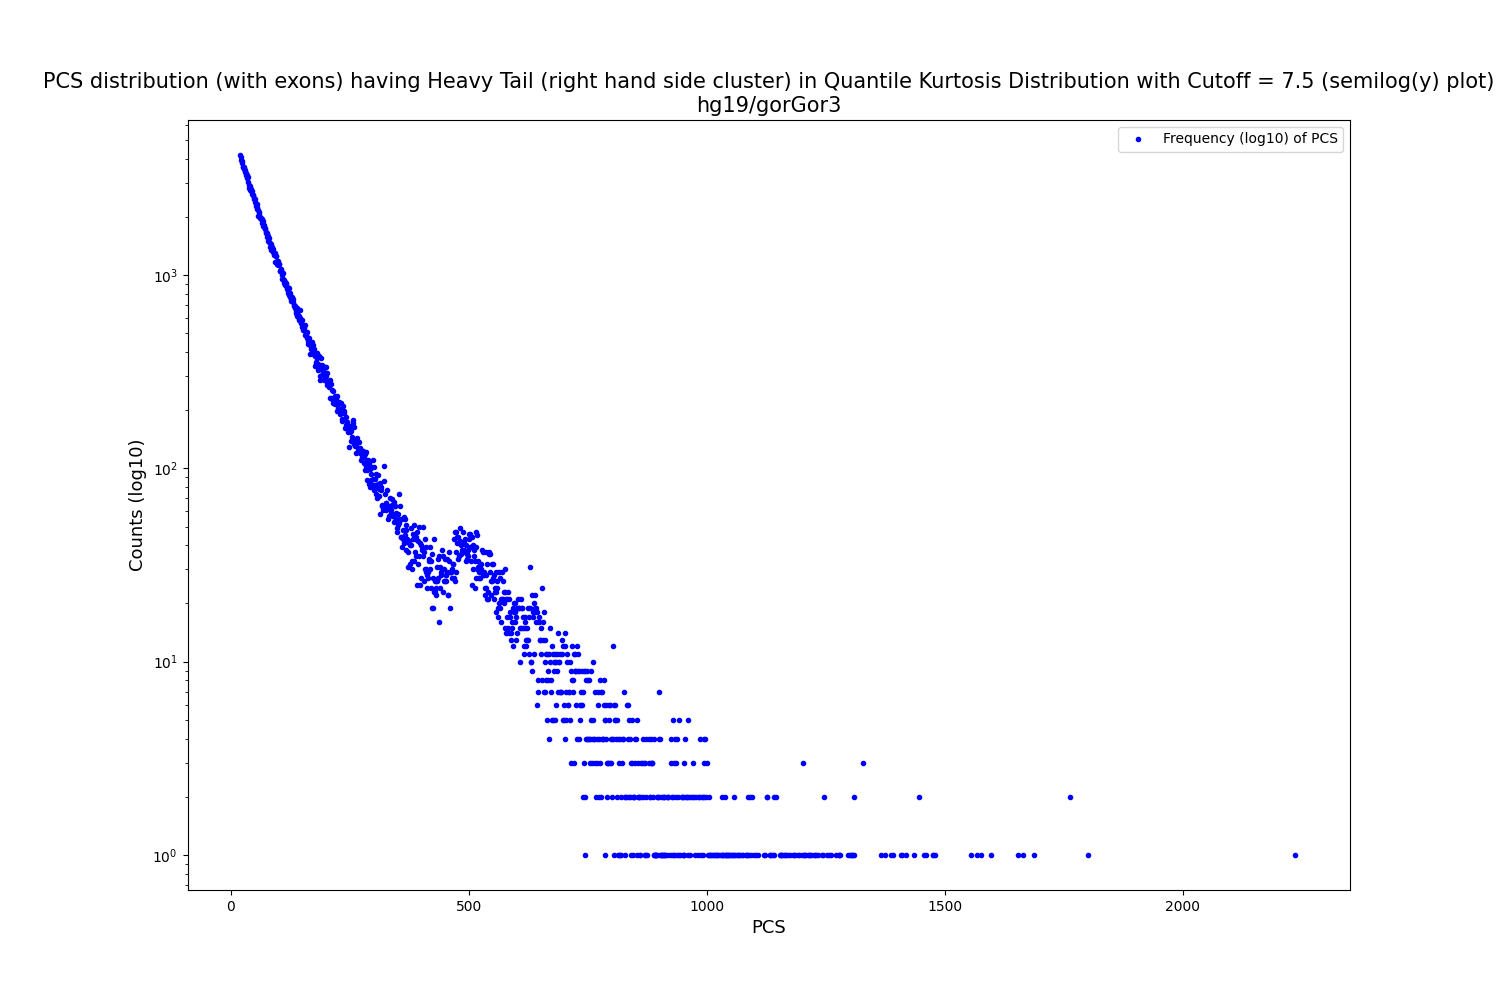 PCS distribution (with exons) having Heavy Tail (right hand side cluster) in Quantile Kurtosis Distribution with Cutoff = 7.5 (semilog(y) plot)
hg19/gorGor3
Frequency (log10) of PCS
Counts (log10)
10³
10²
10¹
10⁰
0 500 1000 1500 2000
PCS